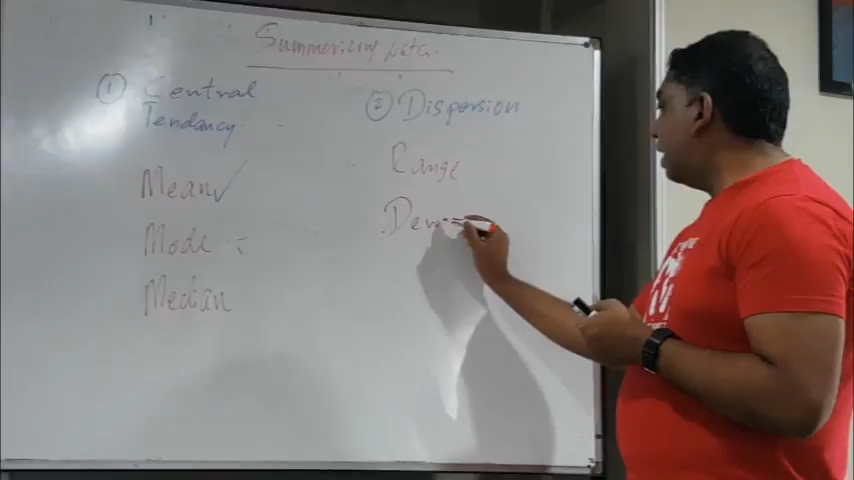 Summerizing Data.
① Central
Tendancy
Mean ✓
Mode
Median
② Dispersion
Range
Dev